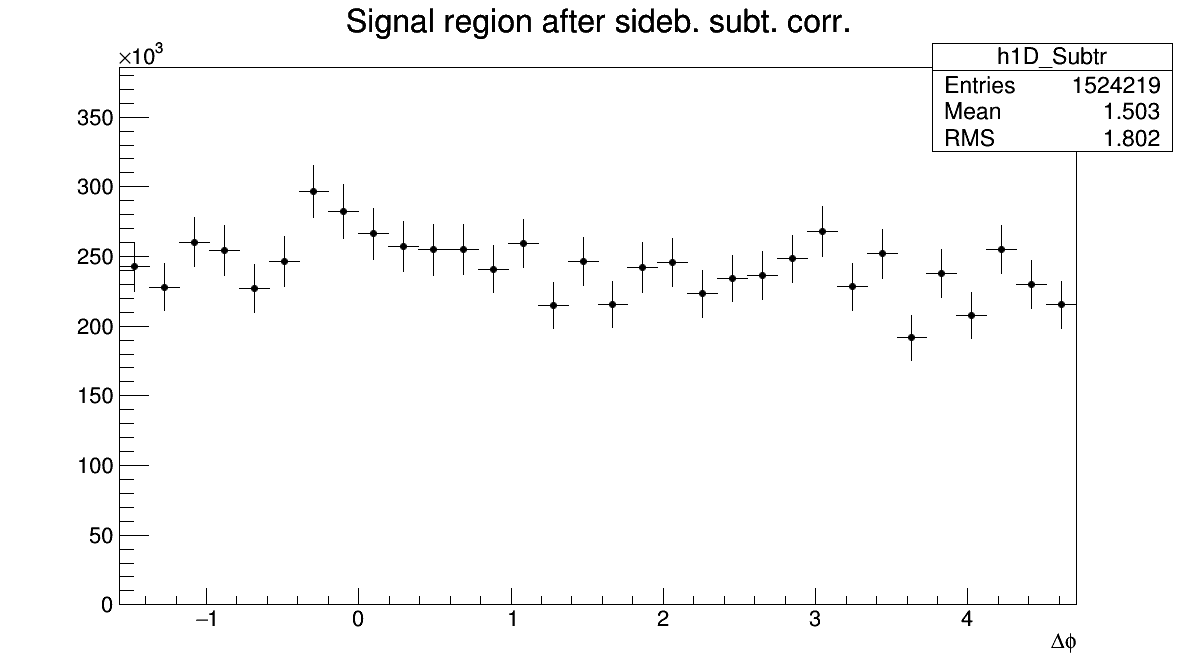 Signal region after sideb. subt. corr.
×10³
h1D_Subtr
Entries 1524219
Mean 1.503
RMS 1.802
350
300
250
200
150
100
50
0
−1 0 1 2 3 4
Δϕ